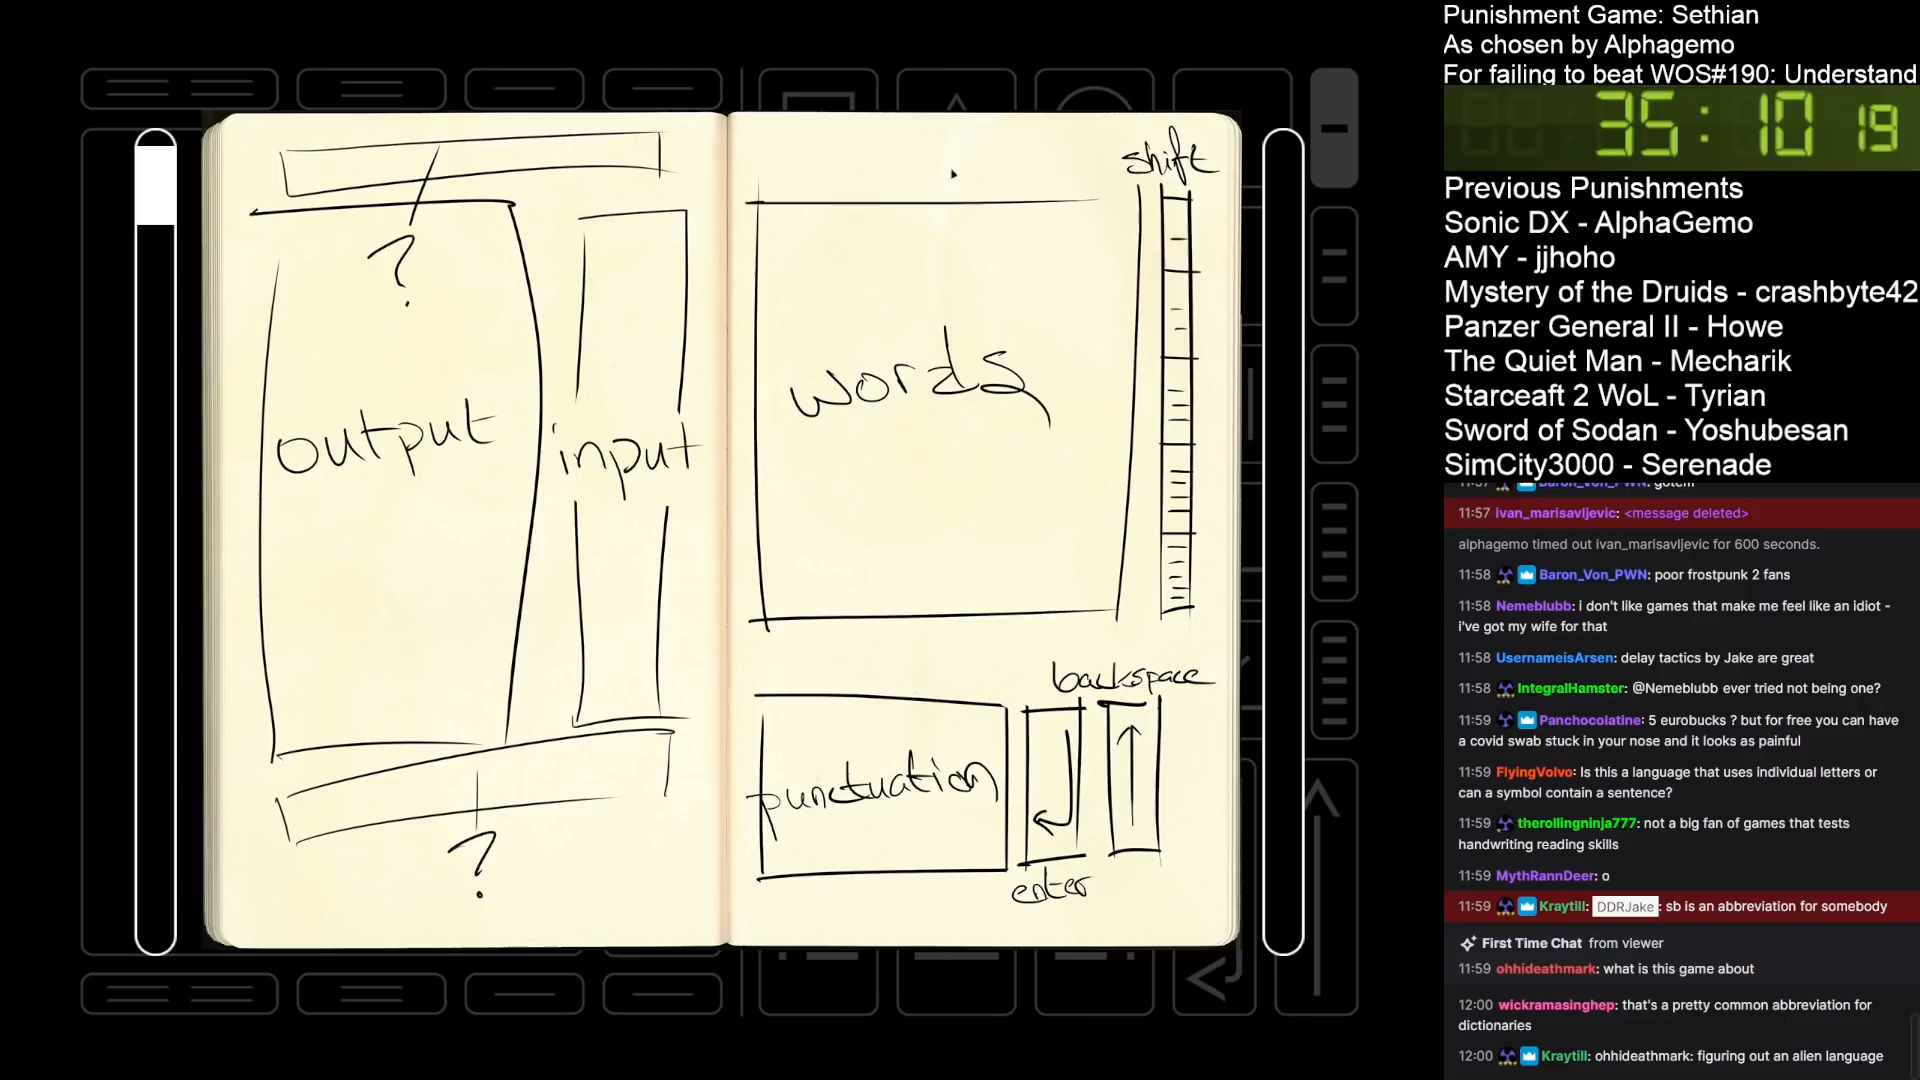 ?
output
input
?
shift
words
backspace
punctuation
enter
Punishment Game: Sethian
As chosen by Alphagemo
For failing to beat WOS#190: Understand
35:10 19
Previous Punishments
Sonic DX - AlphaGemo
AMY - jjhoho
Mystery of the Druids - crashbyte42
Panzer General II - Howe
The Quiet Man - Mecharik
Starceaft 2 WoL - Tyrian
Sword of Sodan - Yoshubesan
SimCity3000 - Serenade
11:57 Baron_Von_PWN: gotem
11:57 ivan_marisavljevic: <message deleted>
alphagemo timed out ivan_marisavljevic for 600 seconds.
11:58 Baron_Von_PWN: poor frostpunk 2 fans
11:58 Nemeblubb: i don't like games that make me feel like an idiot -
i've got my wife for that
11:58 UsernameisArsen: delay tactics by Jake are great
11:58 IntegralHamster: @Nemeblubb ever tried not being one?
11:59 Panchocolatine: 5 eurobucks ? but for free you can have
a covid swab stuck in your nose and it looks as painful
11:59 FlyingVolvo: Is this a language that uses individual letters or
can a symbol contain a sentence?
11:59 therollingninja777: not a big fan of games that tests
handwriting reading skills
11:59 MythRannDeer: o
11:59 Kraytill: DDRJake : sb is an abbreviation for somebody
First Time Chat from viewer
11:59 ohhideathmark: what is this game about
12:00 wickramasinghep: that's a pretty common abbreviation for
dictionaries
12:00 Kraytill: ohhideathmark: figuring out an alien language